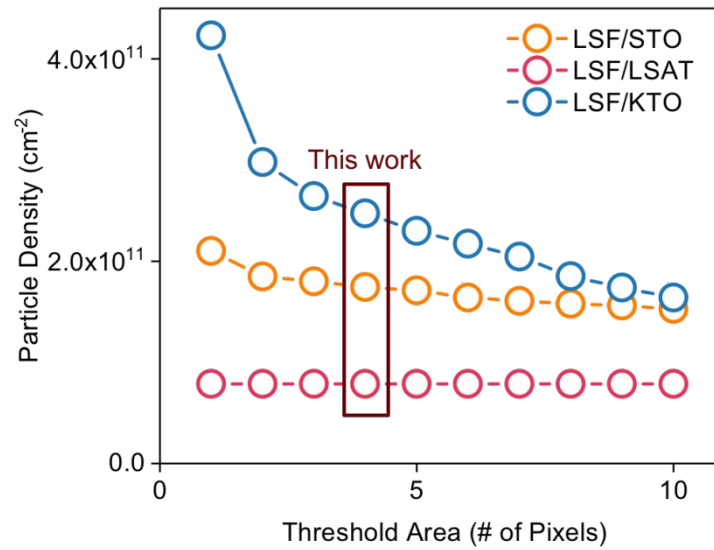 4.0x10¹¹
2.0x10¹¹
0.0
Particle Density (cm⁻²)
LSF/STO
LSF/LSAT
LSF/KTO
This work
0
5
10
Threshold Area (# of Pixels)